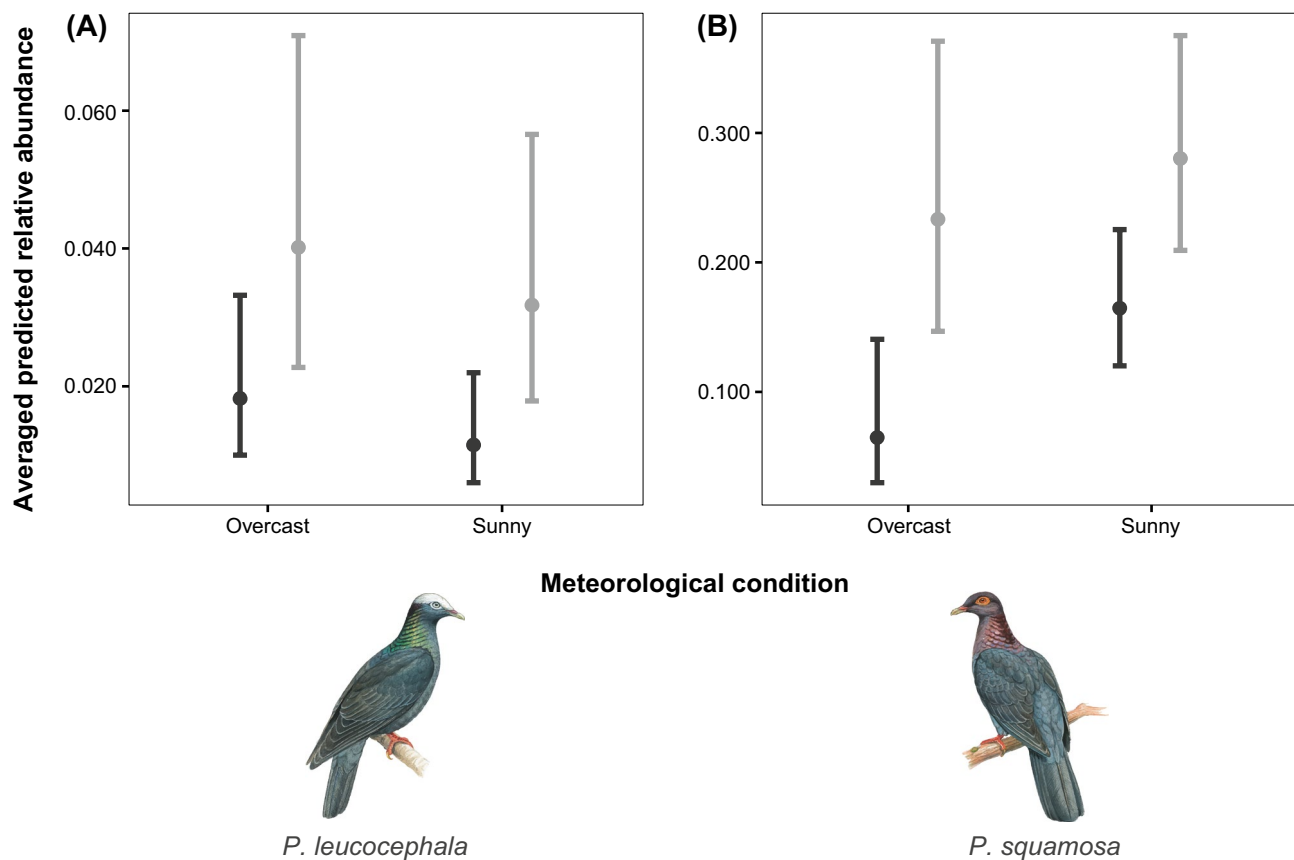 (A)
(B)
Averaged predicted relative abundance
0.060
0.040
0.020
0.300
0.200
0.100
Overcast
Sunny
Overcast
Sunny
Meteorological condition
P. leucocephala
P. squamosa